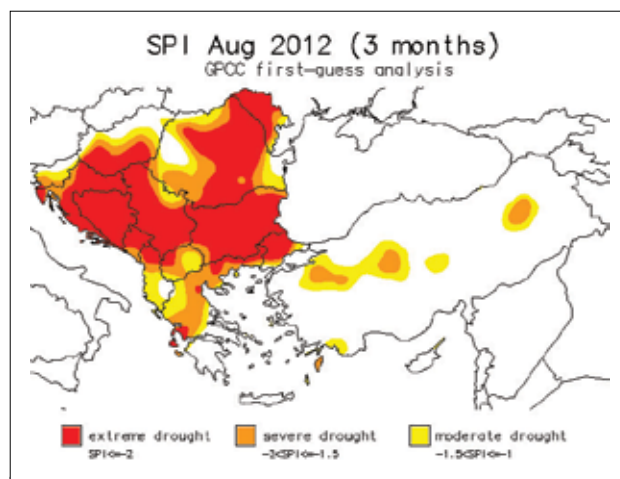 SPI Aug 2012 (3 months)
GPCC first-guess analysis
extreme drought severe drought moderate drought
SPI<=-2 -2<SPI<=-1.5 -1.5<SPI<=-1